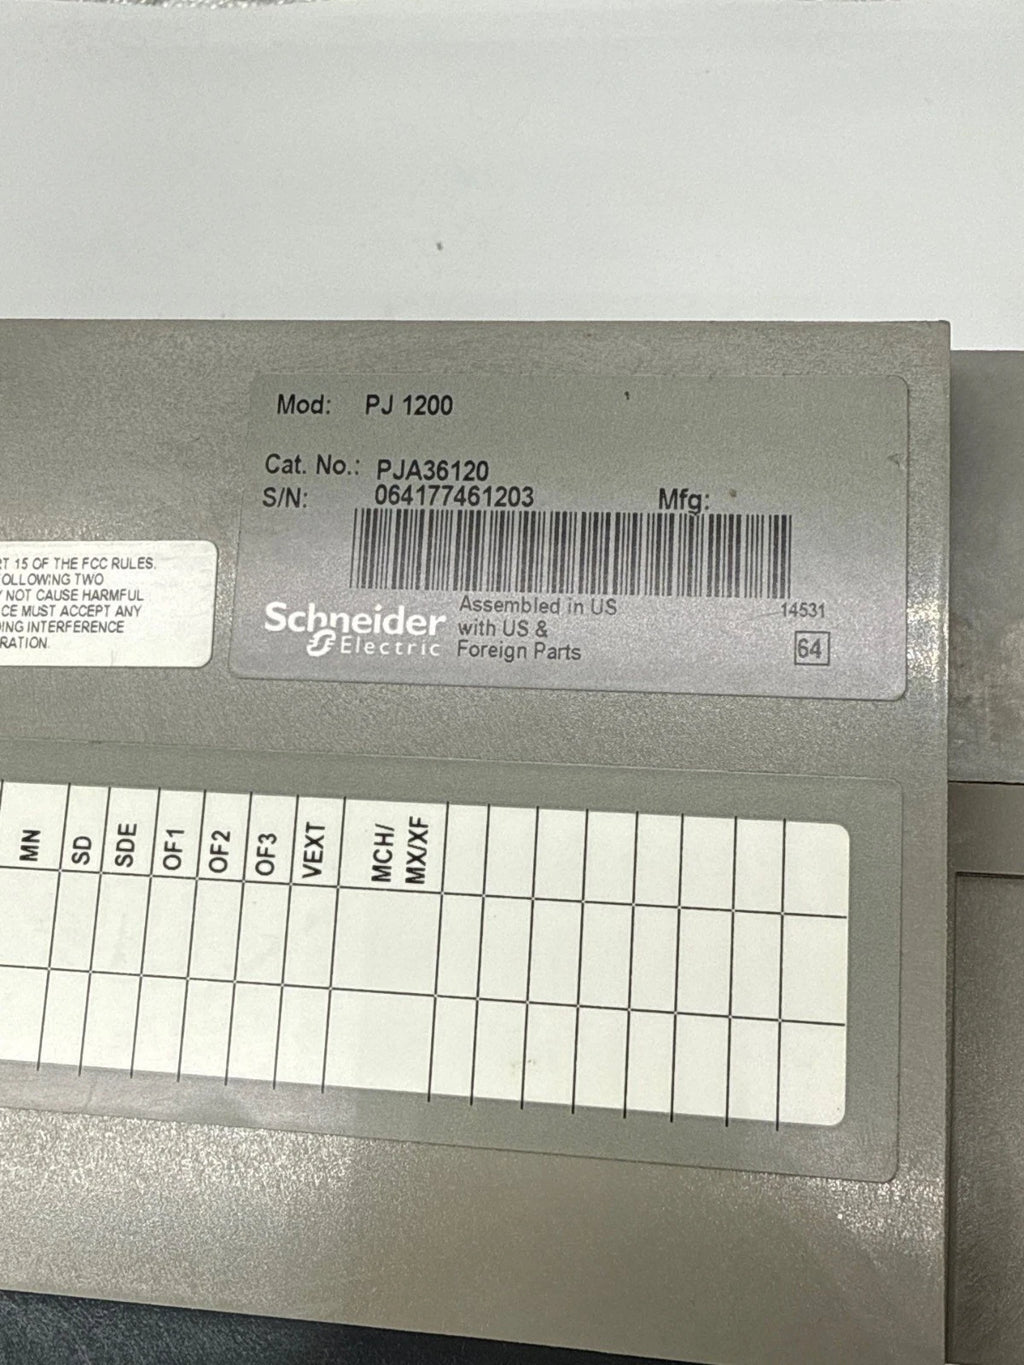 Mod: PJ 1200
Cat. No.: PJA36120
S/N: 064177461203 Mfg:
Assembled in US 14531
Schneider with US &
Electric Foreign Parts 64
RT 15 OF THE FCC RULES.
OLLOWING TWO
NOT CAUSE HARMFUL
CE MUST ACCEPT ANY
ING INTERFERENCE
RATION.
MN SD SDE OF1 OF2 OF3 VEXT MCH/
MX/XF